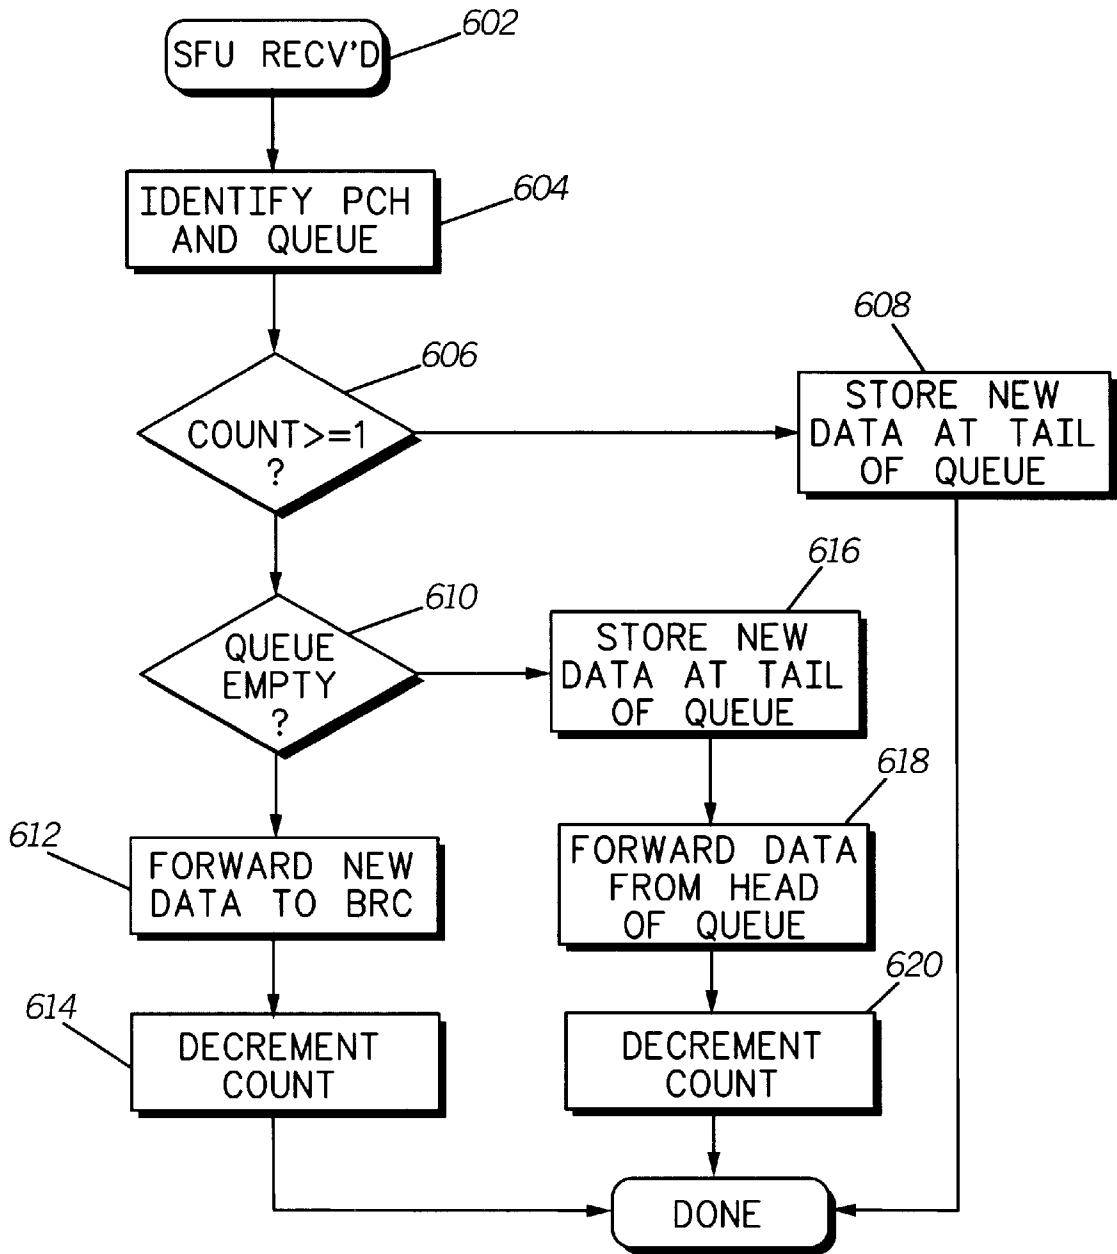 602
SFU RECV'D
604
IDENTIFY PCH
AND QUEUE
606
COUNT>=1
?
608
STORE NEW
DATA AT TAIL
OF QUEUE
610
QUEUE
EMPTY
?
616
STORE NEW
DATA AT TAIL
OF QUEUE
612
FORWARD NEW
DATA TO BRC
618
FORWARD DATA
FROM HEAD
OF QUEUE
614
DECREMENT
COUNT
620
DECREMENT
COUNT
DONE